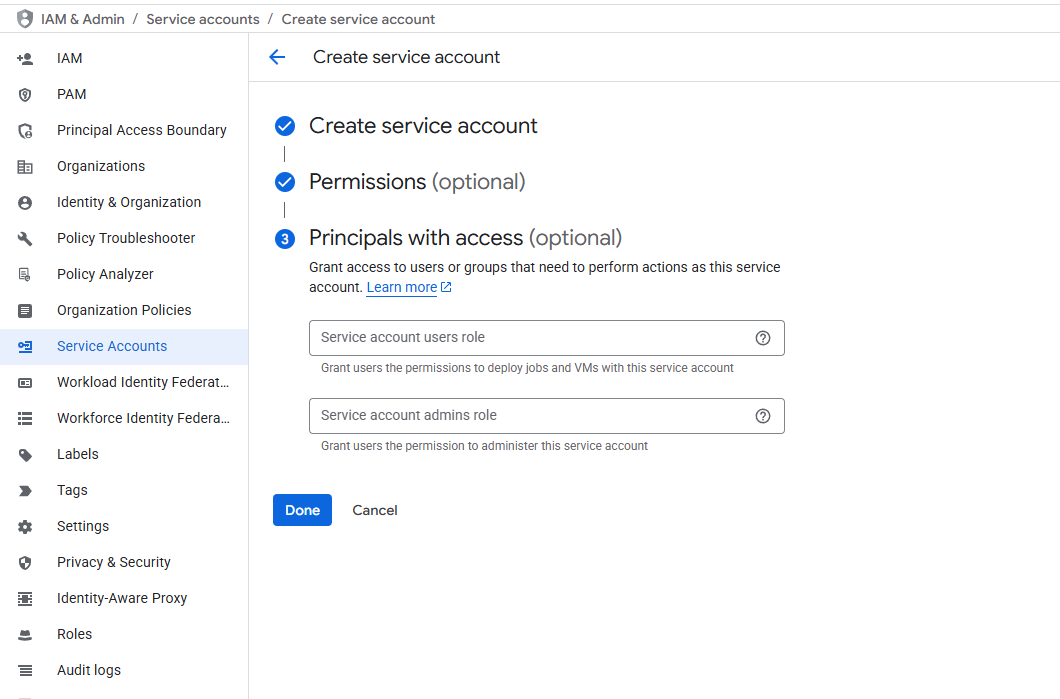 IAM & Admin / Service accounts / Create service account
IAM
PAM
Principal Access Boundary
Organizations
Identity & Organization
Policy Troubleshooter
Policy Analyzer
Organization Policies
Service Accounts
Workload Identity Federat...
Workforce Identity Federa...
Labels
Tags
Settings
Privacy & Security
Identity-Aware Proxy
Roles
Audit logs
Create service account
Create service account
Permissions (optional)
3 Principals with access (optional)
Grant access to users or groups that need to perform actions as this service
account. Learn more
Service account users role
Grant users the permissions to deploy jobs and VMs with this service account
Service account admins role
Grant users the permission to administer this service account
Done Cancel